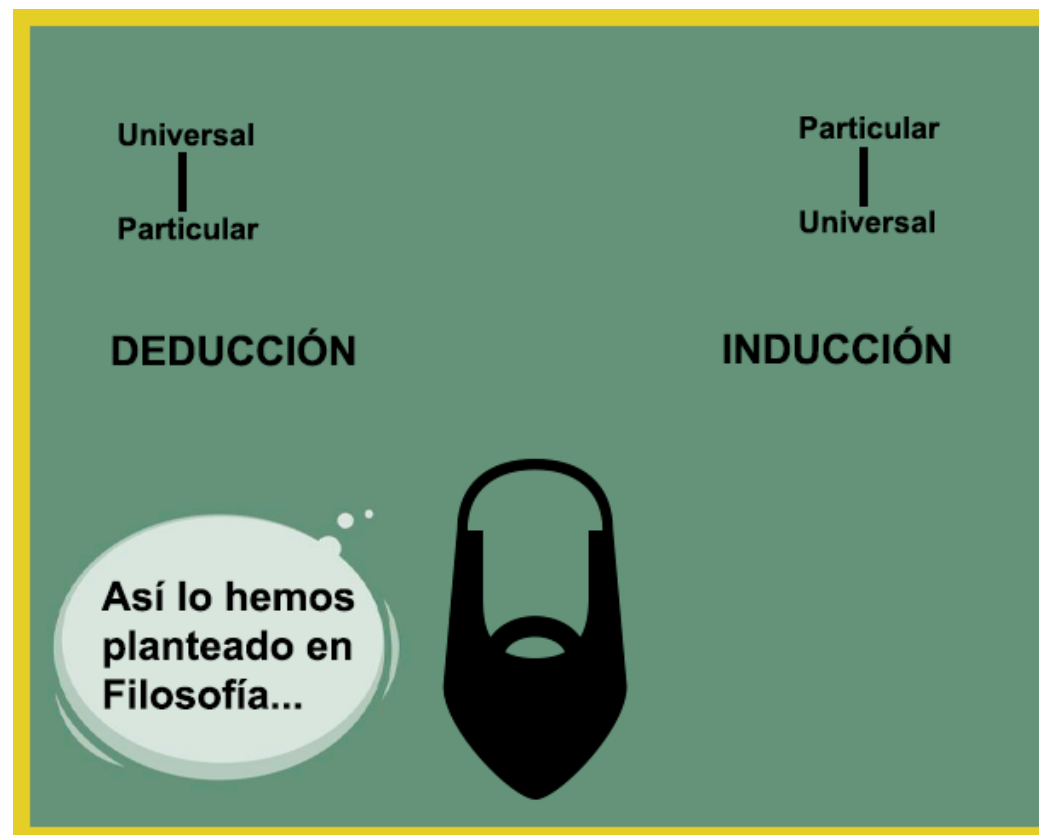 Universal
Particular
DEDUCCIÓN
Particular
Universal
INDUCCIÓN
Así lo hemos
planteado en
Filosofía...